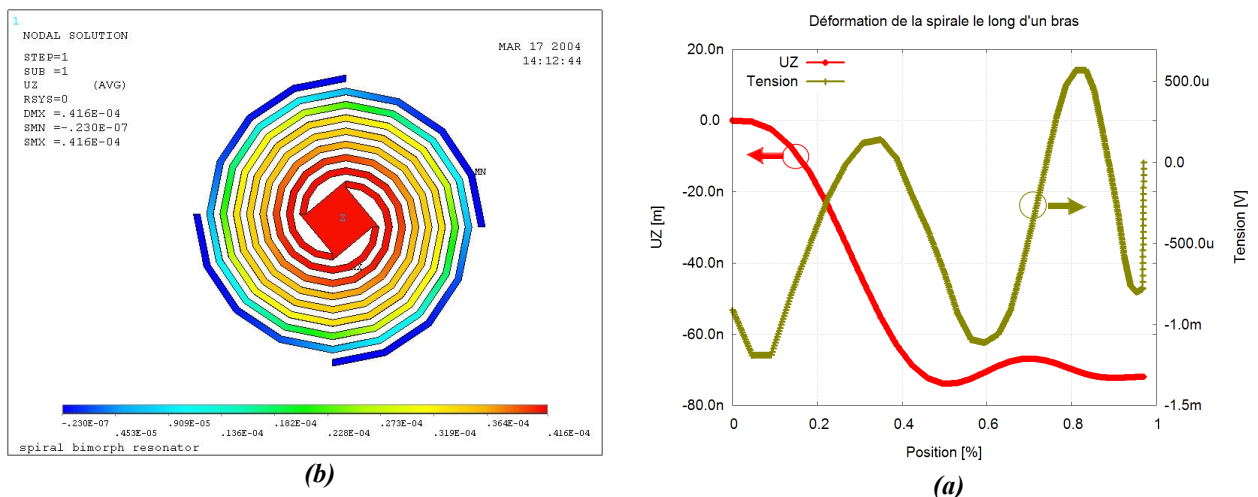 1
NODAL SOLUTION
STEP=1
SUB =1
UZ (AVG)
RSYS=0
DMX =.416E-04
SMN =-.230E-07
SMX =.416E-04
MAR 17 2004
14:12:44
MN
Z
MX
-.230E-07 .909E-05 .182E-04 .273E-04 .364E-04
.453E-05 .136E-04 .228E-04 .319E-04 .416E-04
spiral bimorph resonator
(b)
Déformation de la spirale le long d'un bras
UZ
Tension
UZ [m]
20.0n
0.0
-20.0n
-40.0n
-60.0n
-80.0n
0 0.2 0.4 0.6 0.8 1
Position [%]
500.0u
0.0
-500.0u
-1.0m
-1.5m
Tension [V]
(a)